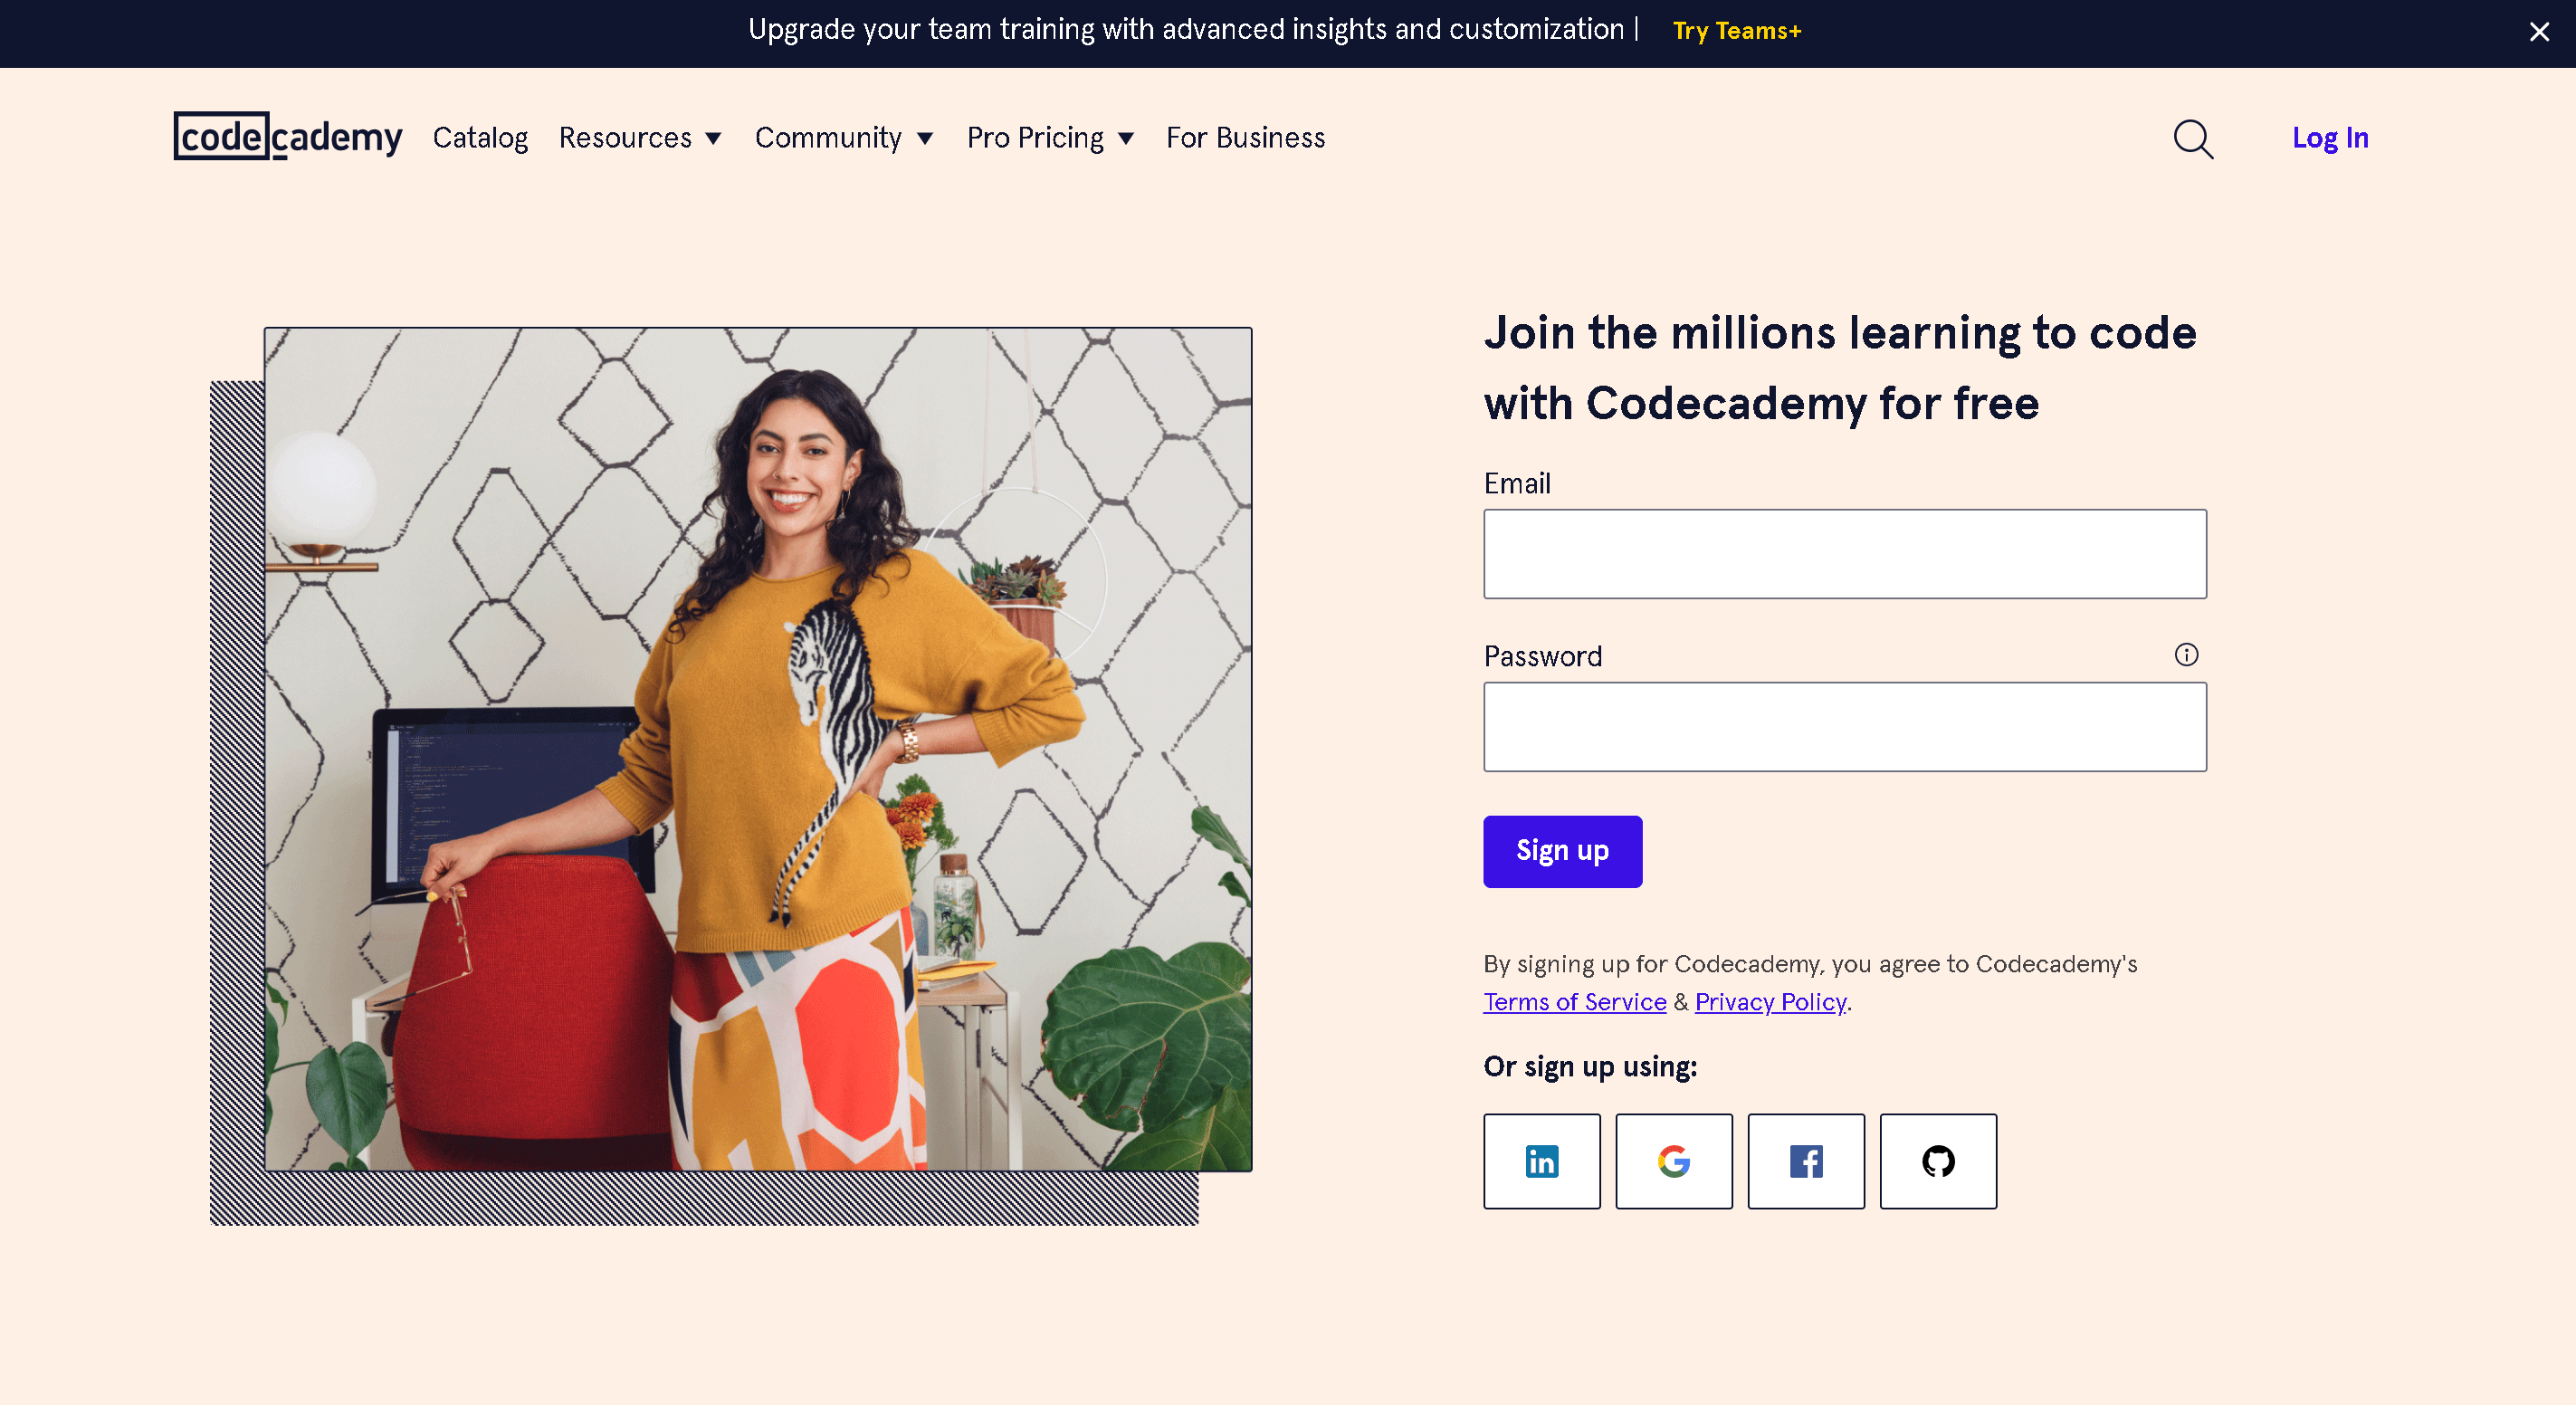 Upgrade your team training with advanced insights and customization | Try Teams+
codecademy Catalog Resources Community Pro Pricing For Business Log In
Join the millions learning to code
with Codecademy for free
Email
Password
Sign up
By signing up for Codecademy, you agree to Codecademy's
Terms of Service & Privacy Policy.
Or sign up using: